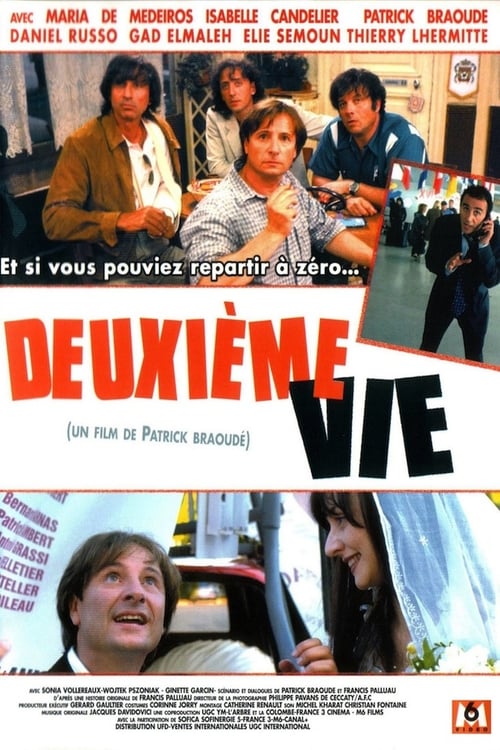 AVEC MARIA DE MEDEIROS ISABELLE CANDELIER PATRICK BRAOUDE
DANIEL RUSSO GAD ELMALEH ELIE SEMOUN THIERRY LHERMITTE
Et si vous pouviez repartir à zéro...
DEUXIÈME
VIE
(UN FILM DE PATRICK BRAOUDÉ)
GRASSI
PELLETIER
AVEC SONIA VOLLEREAUX-WOJTEK PSZONIAK - GINETTE GARCIN- SCÉNARIO ET DIALOGUES DE PATRICK BRAOUDE ET FRANCIS PALLUAU
D'APRÈS UNE HISTOIRE ORIGINALE DE FRANCIS PALLUAU DIRECTEUR DE LA PHOTOGRAPHIE PHILIPPE PAVANS DE CECCATY/A.F.C
PRODUCTEUR EXÉCUTIF GERARD GAULTIER COSTUMES CORINNE JORRY MONTAGE CATHERINE RENAULT SON MICHEL KHARAT CHRISTIAN FONTAINE
MUSIQUE ORIGINALE JACQUES DAVIDOVICI UNE COPRODUCTION UGC YM-L'ARBRE ET LA COLOMBE-FRANCE 3 CINEMA - M6 FILMS
AVEC LA PARTICIPATION DE SOFICA SOFINERGIE 5-FRANCE 3-M6-CANAL+
DISTRIBUTION UFD-VENTES INTERNATIONALES UGC INTERNATIONAL
M6
VIDEO